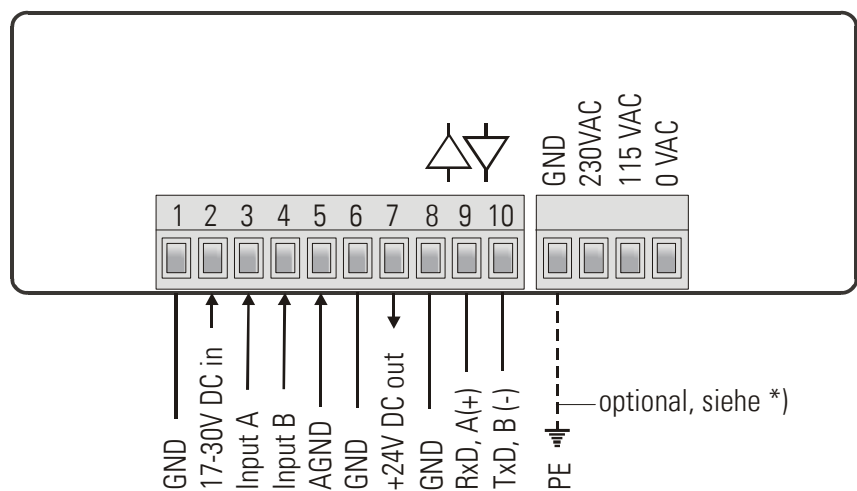 GND
230VAC
115 VAC
0 VAC
1 2 3 4 5 6 7 8 9 10
GND
17-30V DC in
Input A
Input B
AGND
GND
+24V DC out
GND
RxD, A(+)
TxD, B (-)
PE
optional, siehe *)